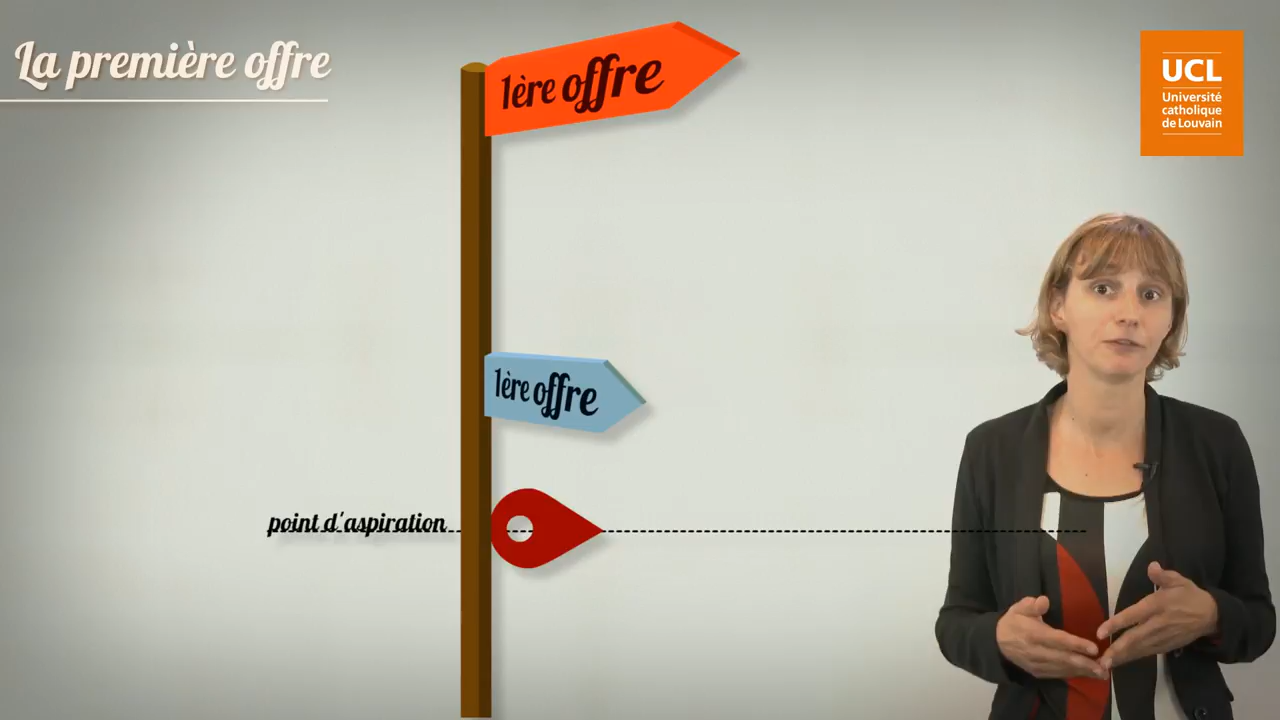 La première offre
1ère offre
UCL
Université
catholique
de Louvain
1ère offre
point d'aspiration